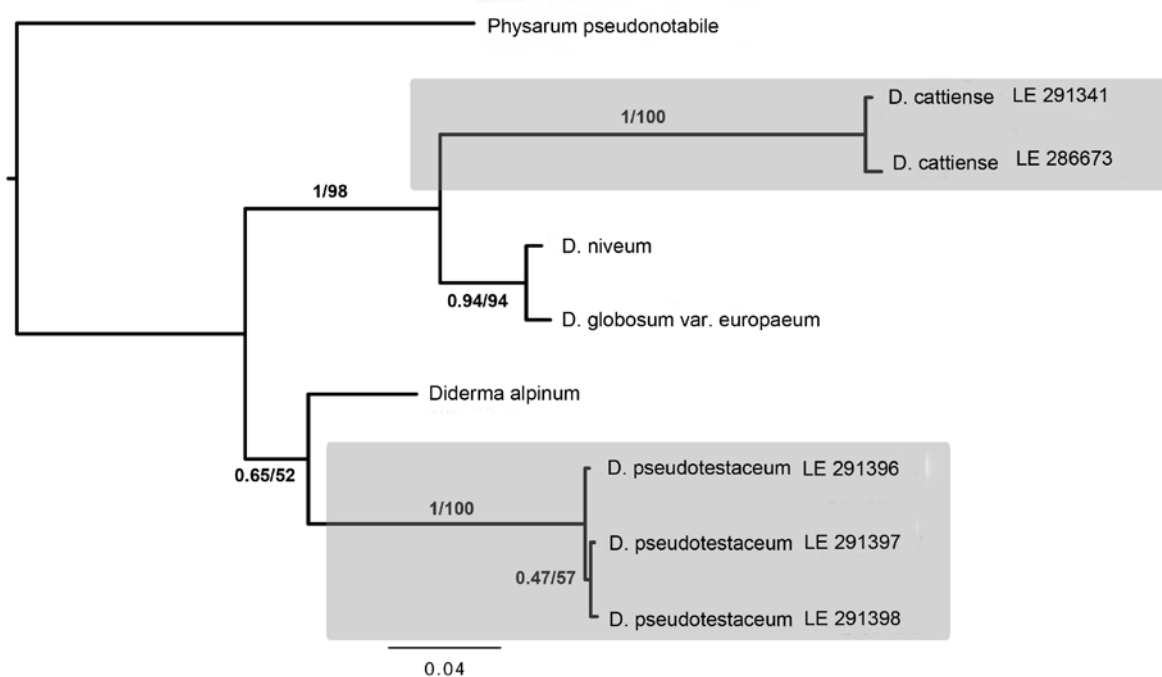 Physarum pseudonotabile
D. cattiense LE 291341
1/100
D. cattiense LE 286673
1/98
D. niveum
0.94/94
D. globosum var. europaeum
Diderma alpinum
D. pseudotestaceum LE 291396
0.65/52
1/100
D. pseudotestaceum LE 291397
0.47/57
D. pseudotestaceum LE 291398
0.04